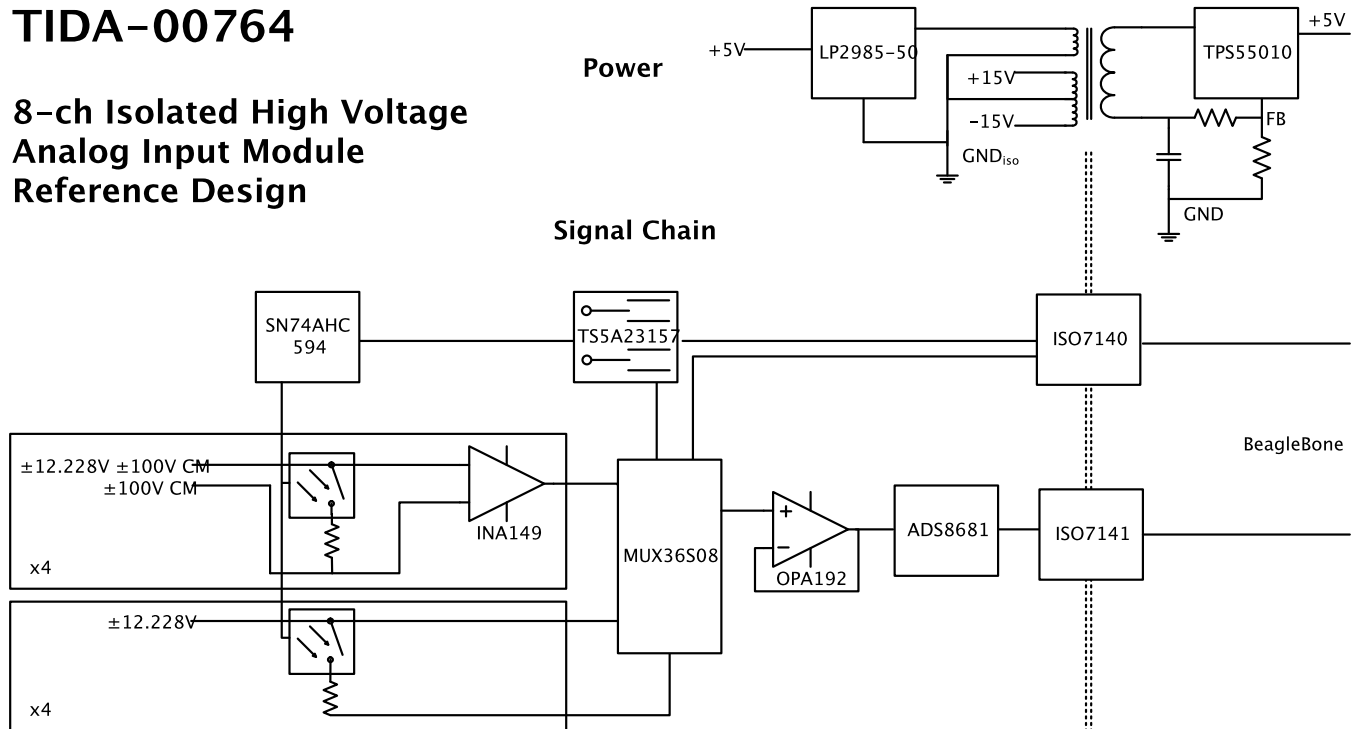 TIDA-00764
8-ch Isolated High Voltage
Analog Input Module
Reference Design
Power
+5V
LP2985-50
+15V
-15V
GNDiso
TPS55010
+5V
FB
GND
Signal Chain
SN74AHC
594
TS5A23157
ISO7140
BeagleBone
±12.228V ±100V CM
±100V CM
INA149
x4
MUX36S08
+
-
OPA192
ADS8681
ISO7141
±12.228V
x4